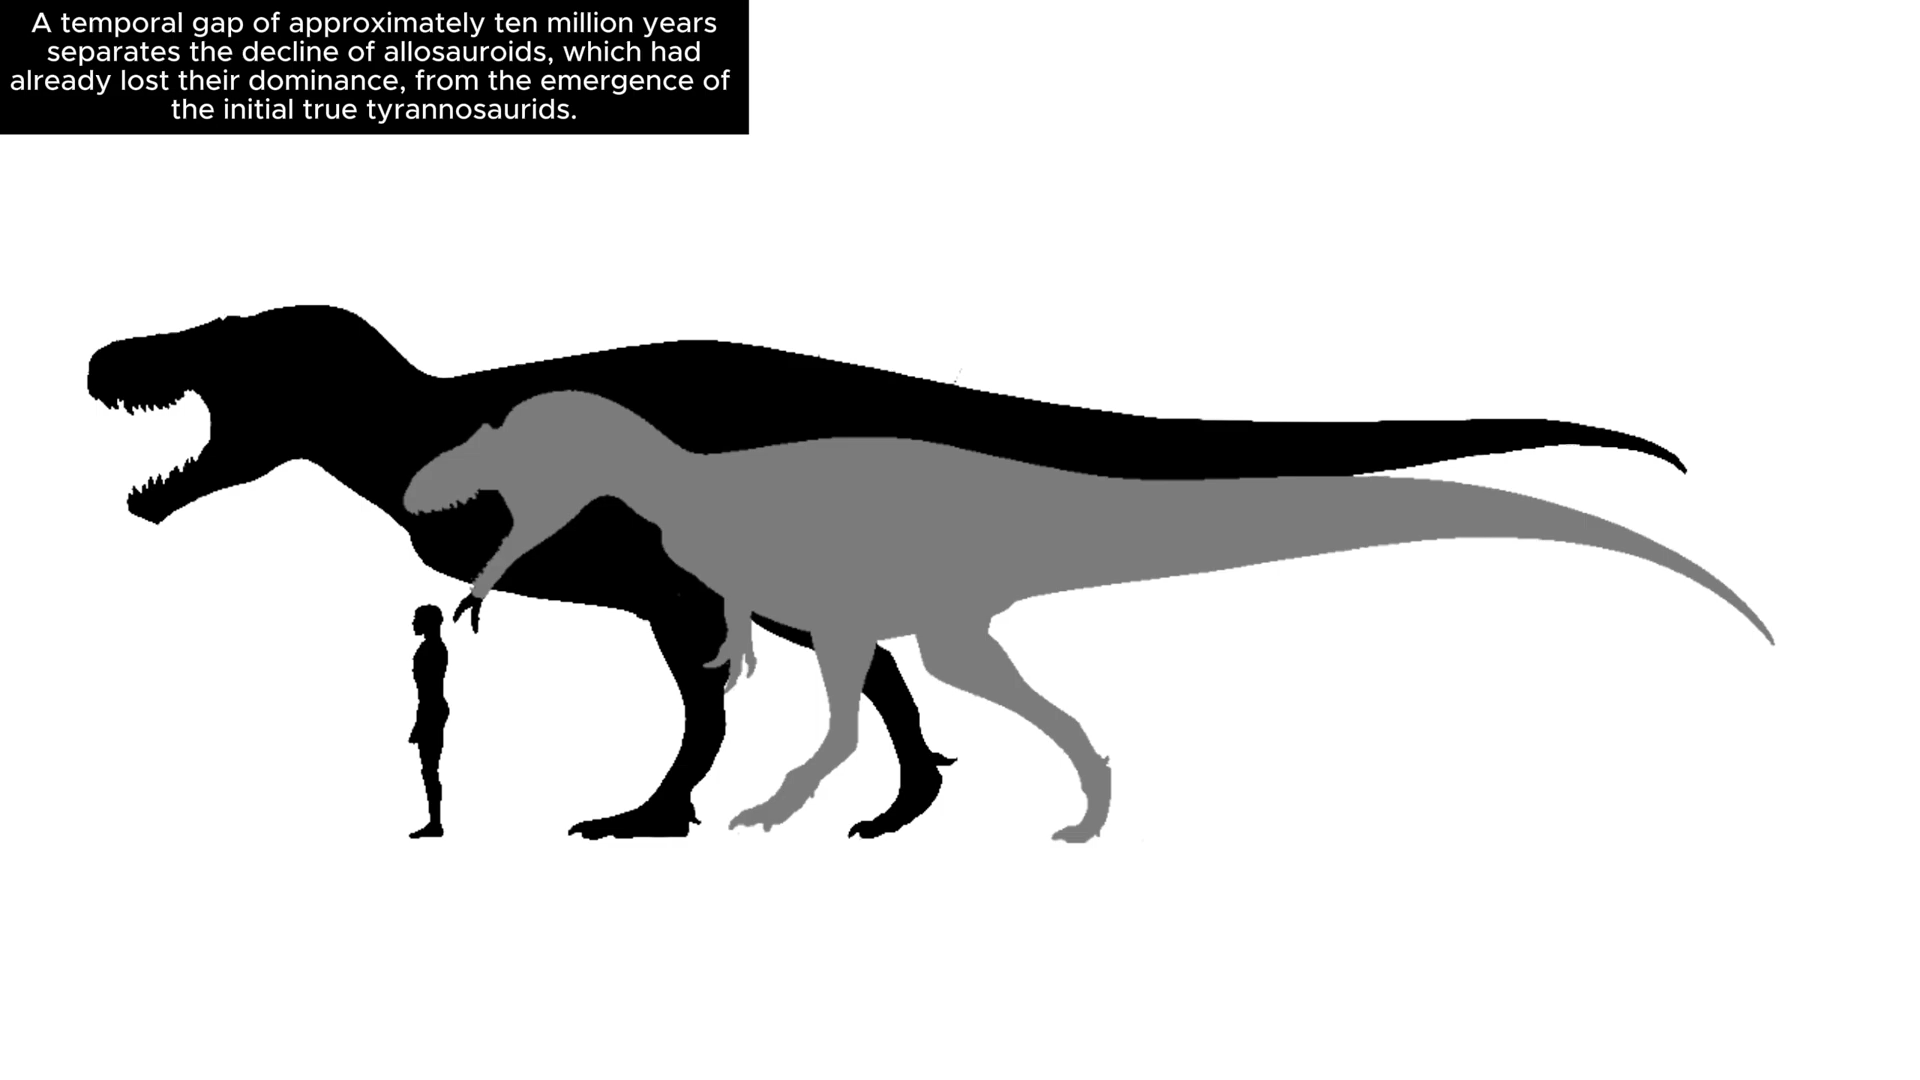 A temporal gap of approximately ten million years
separates the decline of allosauroids, which had
already lost their dominance, from the emergence of
the initial true tyrannosaurids.